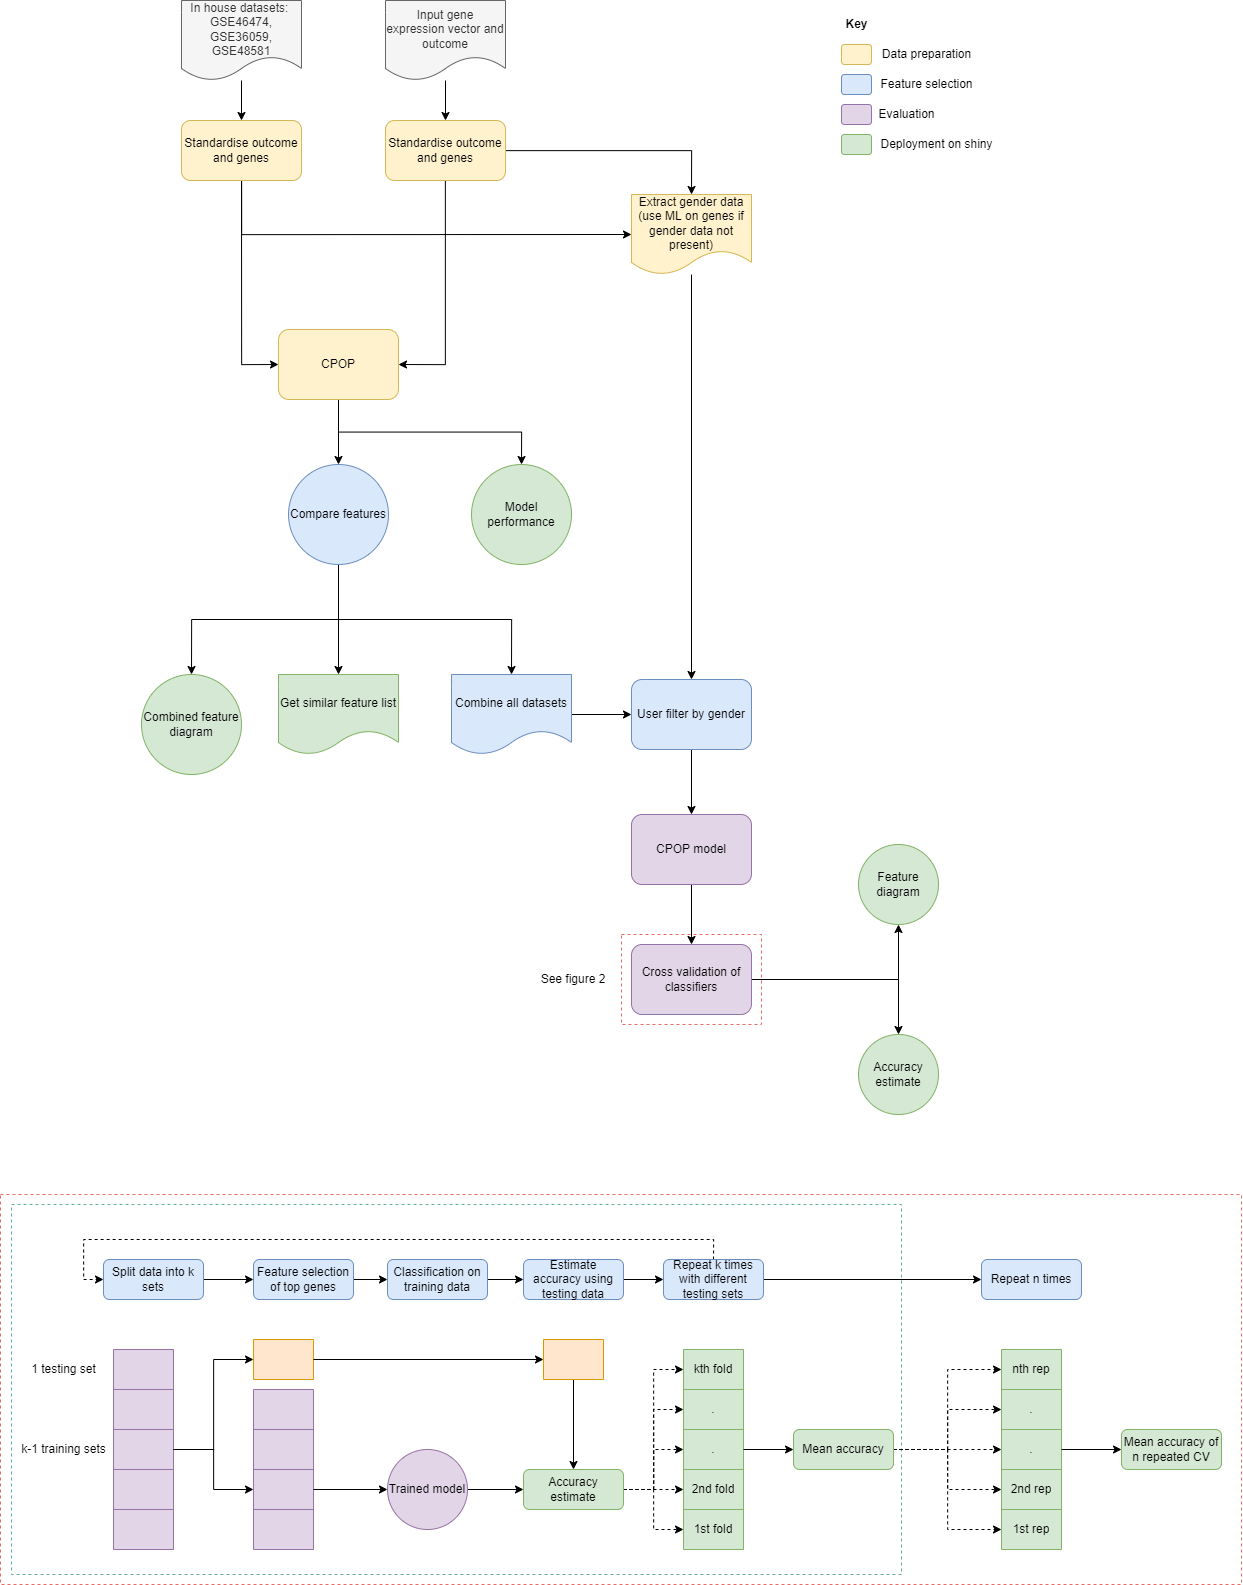 In house datasets:
GSE46474,
GSE36059,
GSE48581
Input gene
expression vector and
outcome
Key
Data preparation
Feature selection
Evaluation
Deployment on shiny
Standardise outcome
and genes
Standardise outcome
and genes
Extract gender data
(use ML on genes if
gender data not
present)
CPOP
Compare features
Model
performance
Combined feature
diagram
Get similar feature list
Combine all datasets
User filter by gender
CPOP model
Feature
diagram
See figure 2
Cross validation of
classifiers
Accuracy
estimate
Split data into k
sets
Feature selection
of top genes
Classification on
training data
Estimate
accuracy using
testing data
Repeat k times
with different
testing sets
Repeat n times
1 testing set
k-1 training sets
Trained model
Accuracy
estimate
kth fold
.
.
2nd fold
1st fold
Mean accuracy
nth rep
.
.
2nd rep
1st rep
Mean accuracy of
n repeated CV